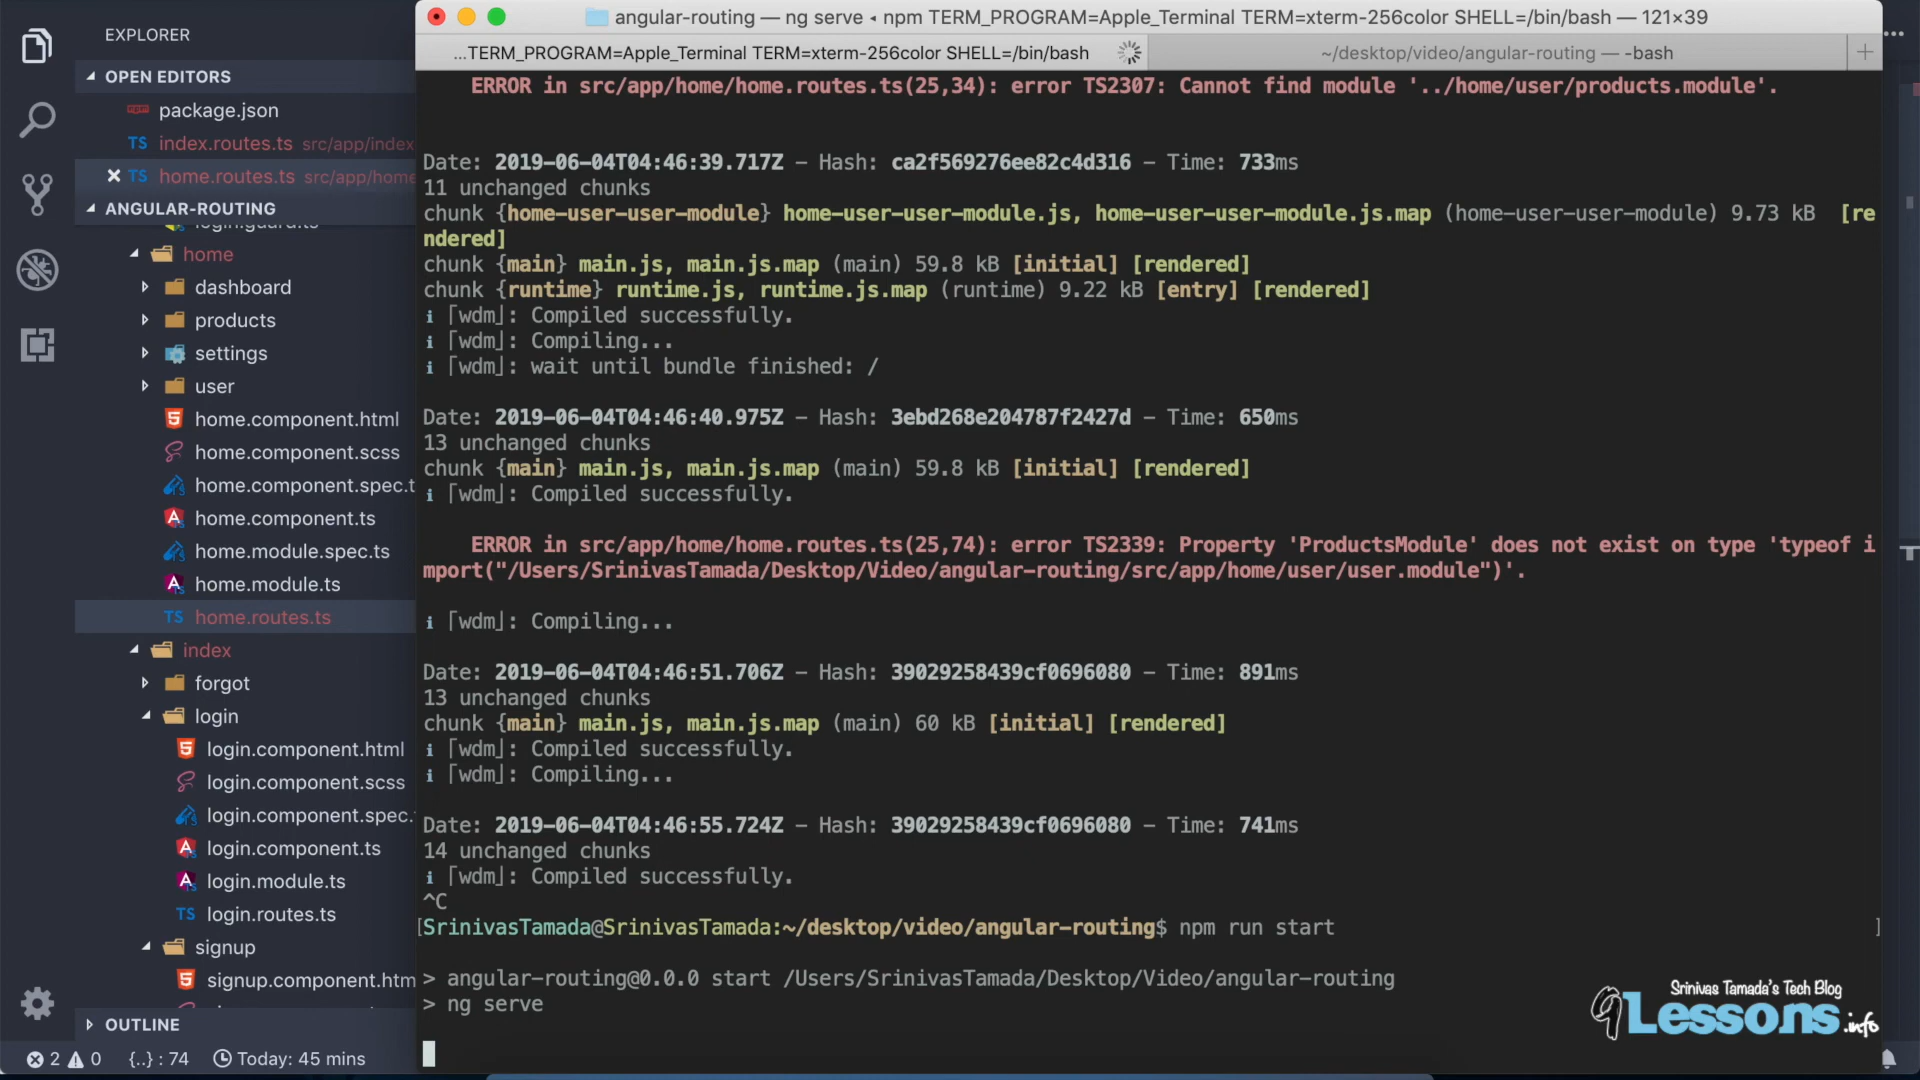 EXPLORER
OPEN EDITORS
package.json
TS index.routes.ts src/app/index
TS home.routes.ts src/app/home
ANGULAR-ROUTING
login.guard.ts
home
dashboard
products
settings
user
home.component.html
home.component.scss
home.component.spec.t
home.component.ts
home.module.spec.ts
home.module.ts
TS home.routes.ts
index
forgot
login
login.component.html
login.component.scss
login.component.spec.
login.component.ts
login.module.ts
TS login.routes.ts
signup
signup.component.htm
OUTLINE
2 0 {..} : 74 Today: 45 mins
angular-routing — ng serve ◂ npm TERM_PROGRAM=Apple_Terminal TERM=xterm-256color SHELL=/bin/bash — 121×39
...TERM_PROGRAM=Apple_Terminal TERM=xterm-256color SHELL=/bin/bash
~/desktop/video/angular-routing — -bash
ERROR in src/app/home/home.routes.ts(25,34): error TS2307: Cannot find module '../home/user/products.module'.
Date: 2019-06-04T04:46:39.717Z – Hash: ca2f569276ee82c4d316 – Time: 733ms
11 unchanged chunks
chunk {home-user-user-module} home-user-user-module.js, home-user-user-module.js.map (home-user-user-module) 9.73 kB  [re
ndered]
chunk {main} main.js, main.js.map (main) 59.8 kB [initial] [rendered]
chunk {runtime} runtime.js, runtime.js.map (runtime) 9.22 kB [entry] [rendered]
ℹ ｢wdm｣: Compiled successfully.
ℹ ｢wdm｣: Compiling...
ℹ ｢wdm｣: wait until bundle finished: /
Date: 2019-06-04T04:46:40.975Z – Hash: 3ebd268e204787f2427d – Time: 650ms
13 unchanged chunks
chunk {main} main.js, main.js.map (main) 59.8 kB [initial] [rendered]
ℹ ｢wdm｣: Compiled successfully.
ERROR in src/app/home/home.routes.ts(25,74): error TS2339: Property 'ProductsModule' does not exist on type 'typeof i
mport("/Users/SrinivasTamada/Desktop/Video/angular-routing/src/app/home/user/user.module")'.
ℹ ｢wdm｣: Compiling...
Date: 2019-06-04T04:46:51.706Z – Hash: 39029258439cf0696080 – Time: 891ms
13 unchanged chunks
chunk {main} main.js, main.js.map (main) 60 kB [initial] [rendered]
ℹ ｢wdm｣: Compiled successfully.
ℹ ｢wdm｣: Compiling...
Date: 2019-06-04T04:46:55.724Z – Hash: 39029258439cf0696080 – Time: 741ms
14 unchanged chunks
ℹ ｢wdm｣: Compiled successfully.
^C
[SrinivasTamada@SrinivasTamada:~/desktop/video/angular-routing$ npm run start ]
> angular-routing@0.0.0 start /Users/SrinivasTamada/Desktop/Video/angular-routing
> ng serve
Srinivas Tamada's Tech Blog
9Lessons.info